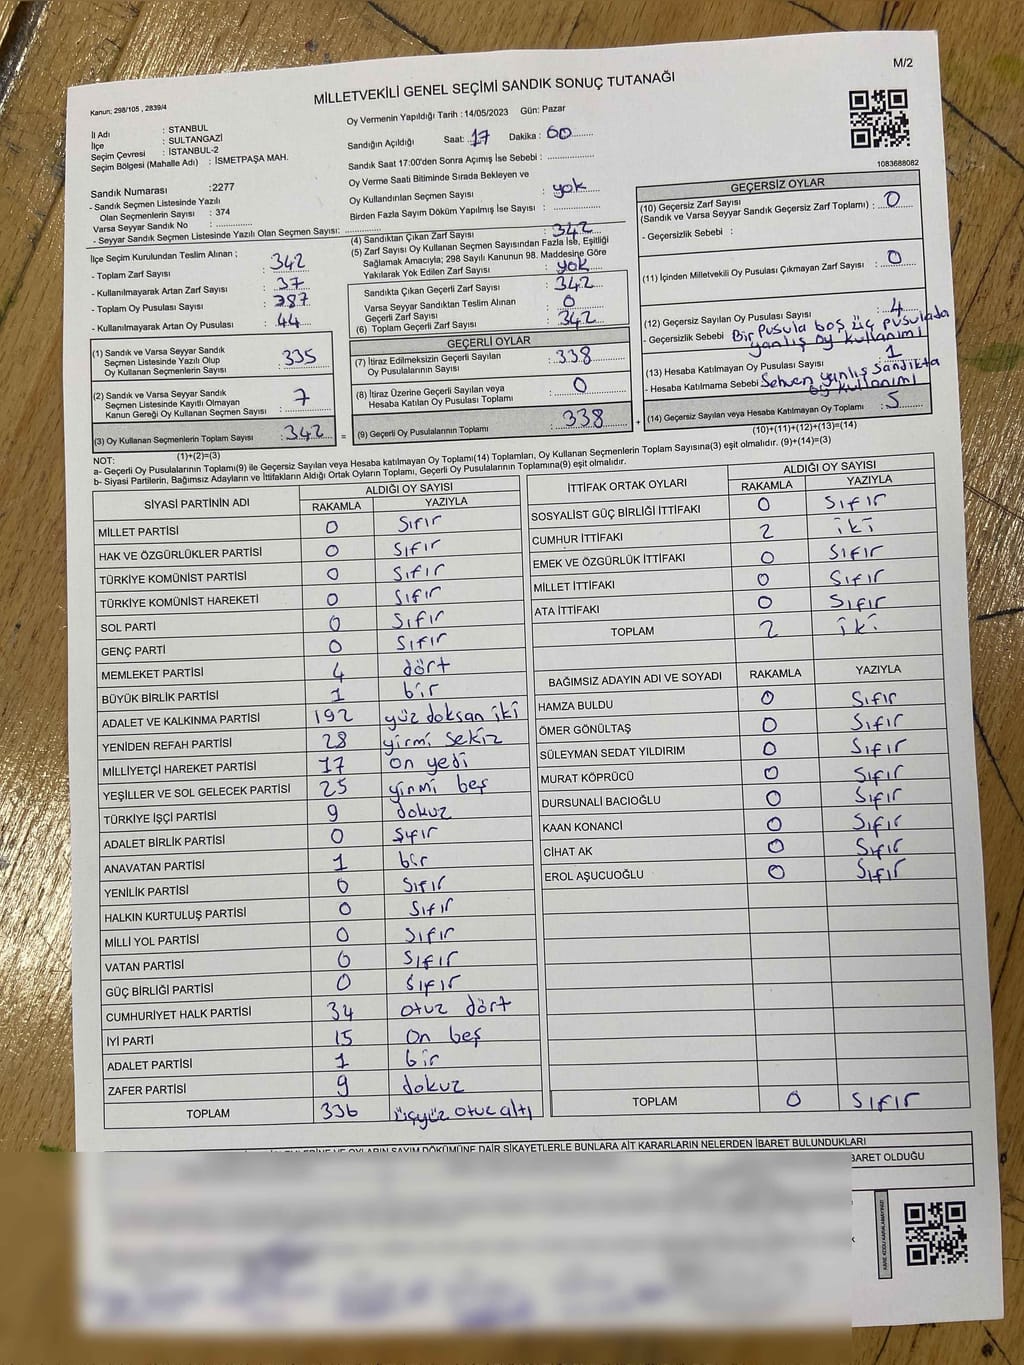 M/2
MİLLETVEKİLİ GENEL SEÇİMİ SANDIK SONUÇ TUTANAĞI
Kanun: 298/105 , 2839/4
Oy Vermenin Yapıldığı Tarih : 14/05/2023 Gün: Pazar
İl Adı : STANBUL
İlçe : SULTANGAZİ
Seçim Çevresi : İSTANBUL-2
Seçim Bölgesi (Mahalle Adı) : İSMETPAŞA MAH.
Sandığın Açıldığı Saat: 17 Dakika : 00
Sandık Saat 17:00'den Sonra Açımış İse Sebebi :
Oy Verme Saati Bitiminde Sırada Bekleyen ve
Oy Kullandırılan Seçmen Sayısı : yok
Birden Fazla Sayım Döküm Yapılmış İse Sayısı :
1083688082
Sandık Numarası :2277
- Sandık Seçmen Listesinde Yazılı
Olan Seçmenlerin Sayısı : 374
Varsa Seyyar Sandık No :
- Seyyar Sandık Seçmen Listesinde Yazılı Olan Seçmen Sayısı:
İlçe Seçim Kurulundan Teslim Alınan ;
- Toplam Zarf Sayısı : 342
- Kullanılmayarak Artan Zarf Sayısı : 37
- Toplam Oy Pusulası Sayısı : 387
- Kullanılmayarak Artan Oy Pusulası : 44
(1) Sandık ve Varsa Seyyar Sandık
Seçmen Listesinde Yazılı Olup
Oy Kullanan Seçmenlerin Sayısı : 335
(2) Sandık ve Varsa Seyyar Sandık
Seçmen Listesinde Kayıtlı Olmayan
Kanun Gereği Oy Kullanan Seçmen Sayısı : 7
(3) Oy Kullanan Seçmenlerin Toplam Sayısı : 342 =
(1)+(2)=(3)
(4) Sandıktan Çıkan Zarf Sayısı : 342
(5) Zarf Sayısı Oy Kullanan Seçmen Sayısından Fazla İse, Eşitliği
Sağlamak Amacıyla; 298 Sayılı Kanunun 98. Maddesine Göre
Yakılarak Yok Edilen Zarf Sayısı : yok
Sandıkta Çıkan Geçerli Zarf Sayısı : 342
Varsa Seyyar Sandıktan Teslim Alınan
Geçerli Zarf Sayısı : 0
(6) Toplam Geçerli Zarf Sayısı : 342
GEÇERLİ OYLAR
(7) İtiraz Edilmeksizin Geçerli Sayılan
Oy Pusulasının Sayısı : 338
(8) İtiraz Üzerine Geçerli Sayılan veya
Hesaba Katılan Oy Pusulası Toplamı : 0
(9) Geçerli Oy Pusulalarının Toplamı : 338 +
GEÇERSİZ OYLAR
(10) Geçersiz Zarf Sayısı
(Sandık ve Varsa Seyyar Sandık Geçersiz Zarf Toplamı) : 0
- Geçersizlik Sebebi :
(11) İçinden Milletvekili Oy Pusulası Çıkmayan Zarf Sayısı : 0
(12) Geçersiz Sayılan Oy Pusulası Sayısı : 4
- Geçersizlik Sebebi Bir pusula boş üç pusulada
yanlış oy kullanımı
(13) Hesaba Katılmayan Oy Pusulası Sayısı : 1
- Hesaba Katılmama Sebebi Sehven yanlış Sandıkta
oy kullanımı
(14) Geçersiz Sayılan veya Hesaba Katılmayan Oy Toplamı : 5
(10)+(11)+(12)+(13)=(14)
NOT:
a- Geçerli Oy Pusulalarının Toplamı(9) ile Geçersiz Sayılan veya Hesaba katılmayan Oy Toplamı(14) Toplamları, Oy Kullanan Seçmenlerin Toplam Sayısına(3) eşit olmalıdır. (9)+(14)=(3)
b- Siyasi Partilerin, Bağımsız Adayların ve İttifakların Aldığı Ortak Oyların Toplamı, Geçerli Oy Pusulalarının Toplamına(9) eşit olmalıdır.
SİYASİ PARTİNİN ADI ALDIĞI OY SAYISI
RAKAMLA YAZIYLA
MİLLET PARTİSİ 0 Sıfır
HAK VE ÖZGÜRLÜKLER PARTİSİ 0 Sıfır
TÜRKİYE KOMÜNİST PARTİSİ 0 Sıfır
TÜRKİYE KOMÜNİST HAREKETİ 0 Sıfır
SOL PARTİ 0 Sıfır
GENÇ PARTİ 0 Sıfır
MEMLEKET PARTİSİ 4 dört
BÜYÜK BİRLİK PARTİSİ 1 bir
ADALET VE KALKINMA PARTİSİ 192 yüz doksan iki
YENİDEN REFAH PARTİSİ 28 yirmi sekiz
MİLLİYETÇİ HAREKET PARTİSİ 17 on yedi
YEŞİLLER VE SOL GELECEK PARTİSİ 25 yirmi beş
TÜRKİYE İŞÇİ PARTİSİ 9 dokuz
ADALET BİRLİK PARTİSİ 0 Sıfır
ANAVATAN PARTİSİ 1 bir
YENİLİK PARTİSİ 0 Sıfır
HALKIN KURTULUŞ PARTİSİ 0 Sıfır
MİLLİ YOL PARTİSİ 0 Sıfır
VATAN PARTİSİ 0 Sıfır
GÜÇ BİRLİĞİ PARTİSİ 0 Sıfır
CUMHURİYET HALK PARTİSİ 34 otuz dört
İYİ PARTİ 15 On beş
ADALET PARTİSİ 1 bir
ZAFER PARTİSİ 9 dokuz
TOPLAM 336 üçyüz otuz altı
İTTİFAK ORTAK OYLARI ALDIĞI OY SAYISI
RAKAMLA YAZIYLA
SOSYALİST GÜÇ BİRLİĞİ İTTİFAKI 0 Sıfır
CUMHUR İTTİFAKI 2 iki
EMEK VE ÖZGÜRLÜK İTTİFAKI 0 Sıfır
MİLLET İTTİFAKI 0 Sıfır
ATA İTTİFAKI 0 Sıfır
TOPLAM 2 iki
BAĞIMSIZ ADAYIN ADI VE SOYADI RAKAMLA YAZIYLA
HAMZA BULDU 0 Sıfır
ÖMER GÖNÜLTAŞ 0 Sıfır
SÜLEYMAN SEDAT YILDIRIM 0 Sıfır
MURAT KÖPRÜCÜ 0 Sıfır
DURSUNALİ BACIOĞLU 0 Sıfır
KAAN KONANCİ 0 Sıfır
CİHAT AK 0 Sıfır
EROL AŞUCUOĞLU 0 Sıfır
TOPLAM 0 Sıfır
OYLARIN SAYIM DÖKÜMÜNE DAİR ŞİKAYETLERLE BUNLARA AİT KARARLARIN NELERDEN İBARET BULUNDUKLARI
BARET OLDUĞU